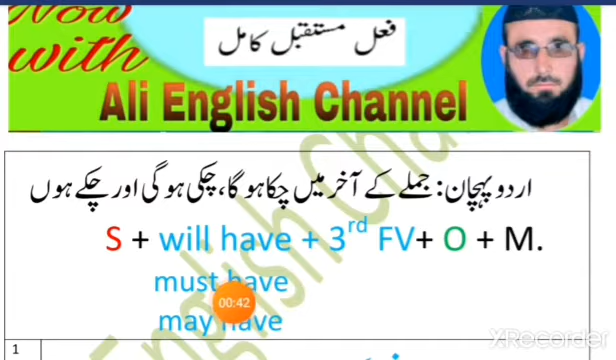 Now
with
فعل مستقبل کامل
Ali English Channel
اردو پہچان: جملے کے آخر میں چکا ہو گا، چکی ہو گی اور چکے ہوں
S + will have + 3rd FV+ O + M.
must have
00:42
may have
1
XRecorder